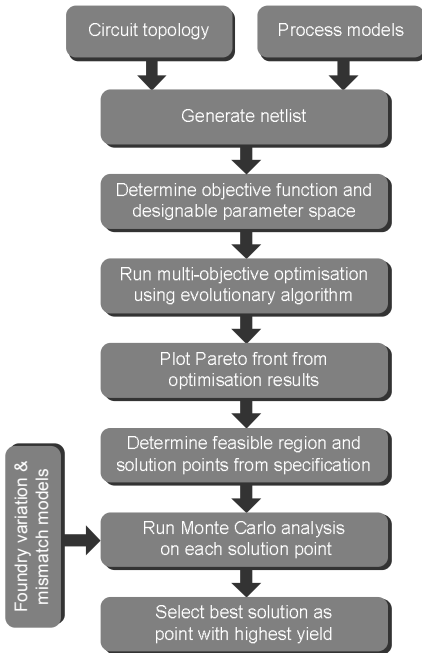 Circuit topology
Process models
Generate netlist
Determine objective function and
designable parameter space
Run multi-objective optimisation
using evolutionary algorithm
Plot Pareto front from
optimisation results
Determine feasible region and
solution points from specification
Foundry variation &
mismatch models
Run Monte Carlo analysis
on each solution point
Select best solution as
point with highest yield